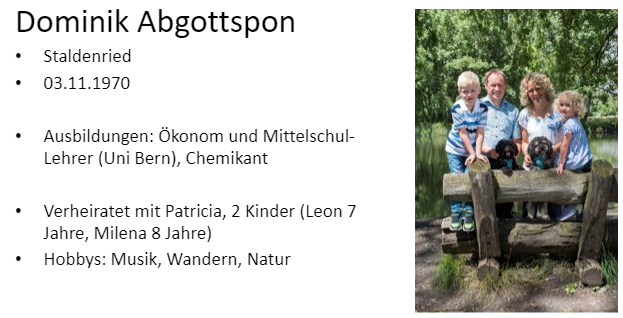 Dominik Abgottspon
• Staldenried
• 03.11.1970
• Ausbildungen: Ökonom und Mittelschul-
Lehrer (Uni Bern), Chemikant
• Verheiratet mit Patricia, 2 Kinder (Leon 7
Jahre, Milena 8 Jahre)
• Hobbys: Musik, Wandern, Natur